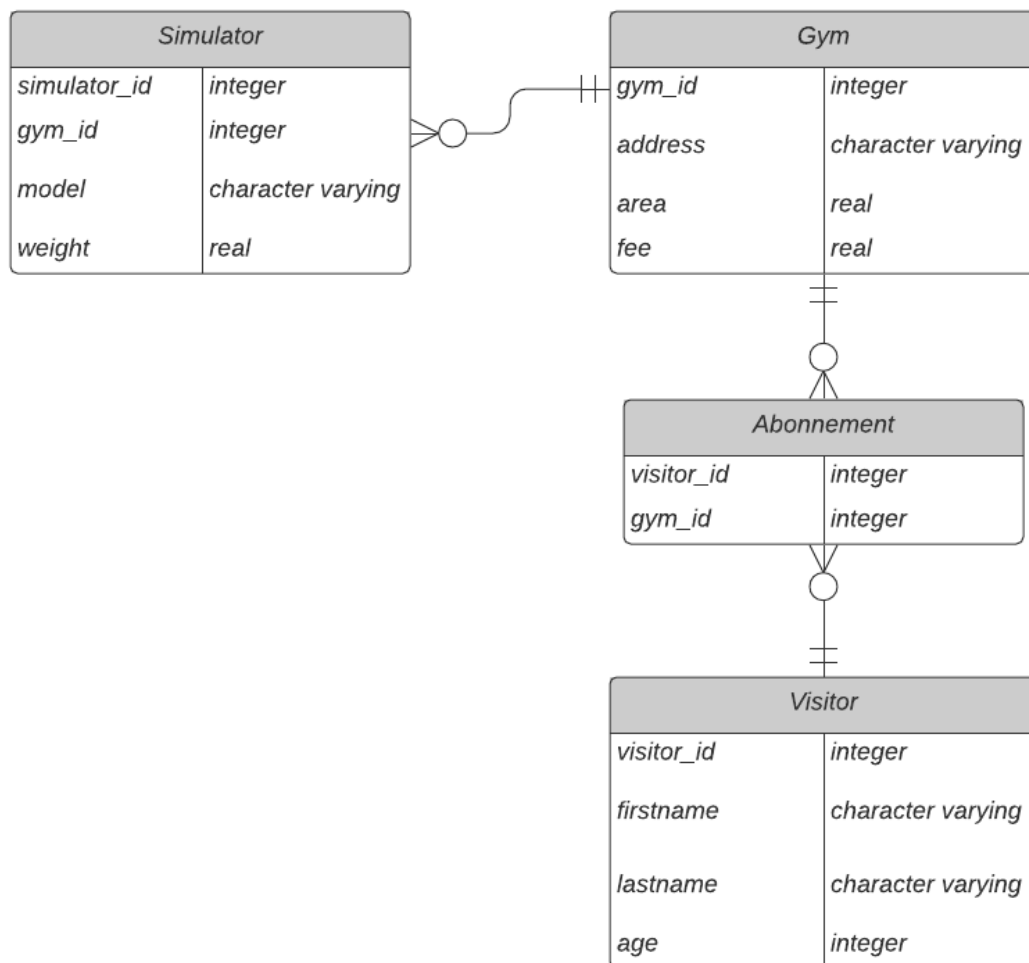 Simulator
simulator_id integer
gym_id integer
model character varying
weight real
Gym
gym_id integer
address character varying
area real
fee real
Abonnement
visitor_id integer
gym_id integer
Visitor
visitor_id integer
firstname character varying
lastname character varying
age integer